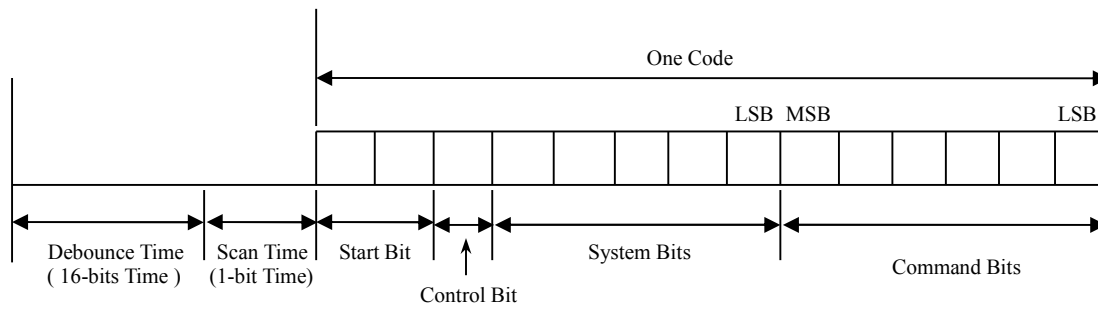 One Code
LSB MSB LSB
Debounce Time
( 16-bits Time )
Scan Time
(1-bit Time)
Start Bit
Control Bit
System Bits
Command Bits